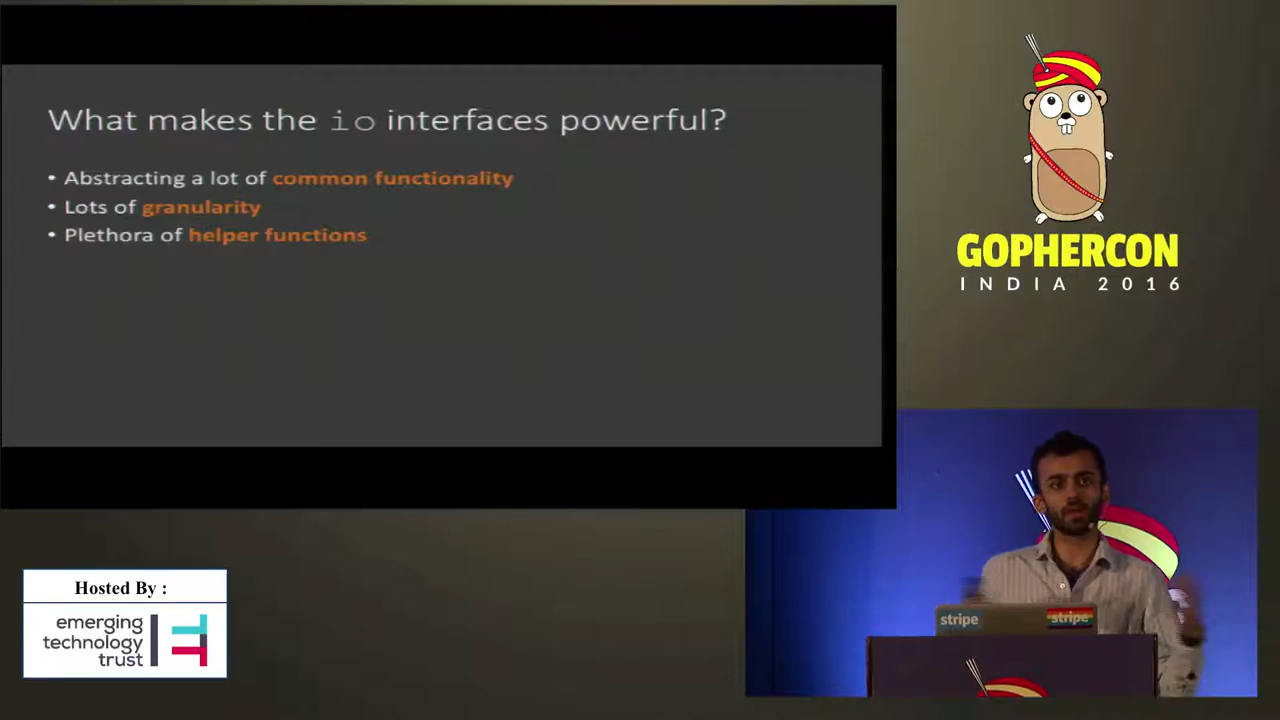 What makes the io interfaces powerful?
• Abstracting a lot of common functionality
• Lots of granularity
• Plethora of helper functions
GOPHERCON
INDIA 2016
stripe
stripe
Hosted By :
emerging
technology
trust